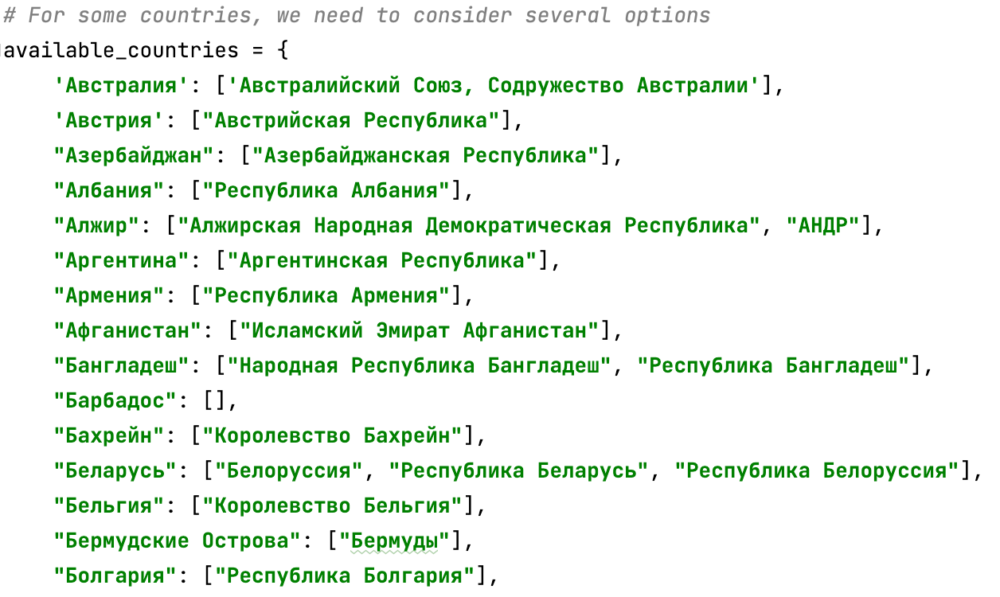 # For some countries, we need to consider several options
available_countries = {
'Австралия': ['Австралийский Союз, Содружество Австралии'],
'Австрия': ["Австрийская Республика"],
"Азербайджан": ["Азербайджанская Республика"],
"Албания": ["Республика Албания"],
"Алжир": ["Алжирская Народная Демократическая Республика", "АНДР"],
"Аргентина": ["Аргентинская Республика"],
"Армения": ["Республика Армения"],
"Афганистан": ["Исламский Эмират Афганистан"],
"Бангладеш": ["Народная Республика Бангладеш", "Республика Бангладеш"],
"Барбадос": [],
"Бахрейн": ["Королевство Бахрейн"],
"Беларусь": ["Белоруссия", "Республика Беларусь", "Республика Белоруссия"],
"Бельгия": ["Королевство Бельгия"],
"Бермудские Острова": ["Бермуды"],
"Болгария": ["Республика Болгария"],